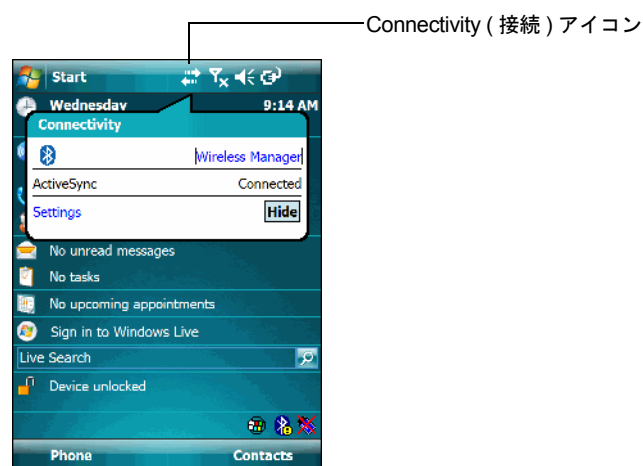 Connectivity ( 接続 ) アイコン
Start
Wednesday 9:14 AM
Connectivity
Wireless Manager
ActiveSync Connected
Settings Hide
No unread messages
No tasks
No upcoming appointments
Sign in to Windows Live
Live Search
Device unlocked
Phone Contacts